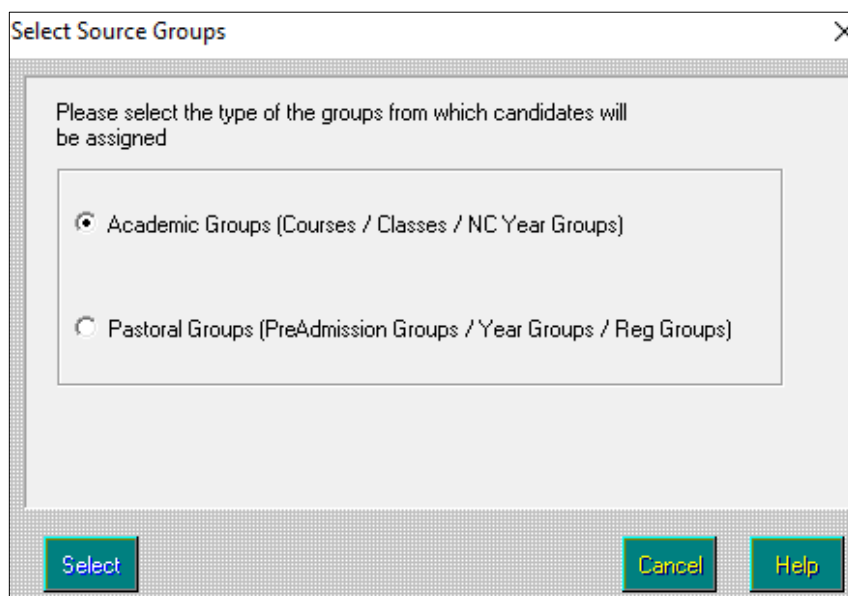 Select Source Groups
Please select the type of the groups from which candidates will
be assigned
Academic Groups (Courses / Classes / NC Year Groups)
Pastoral Groups (PreAdmission Groups / Year Groups / Reg Groups)
Select
Cancel
Help